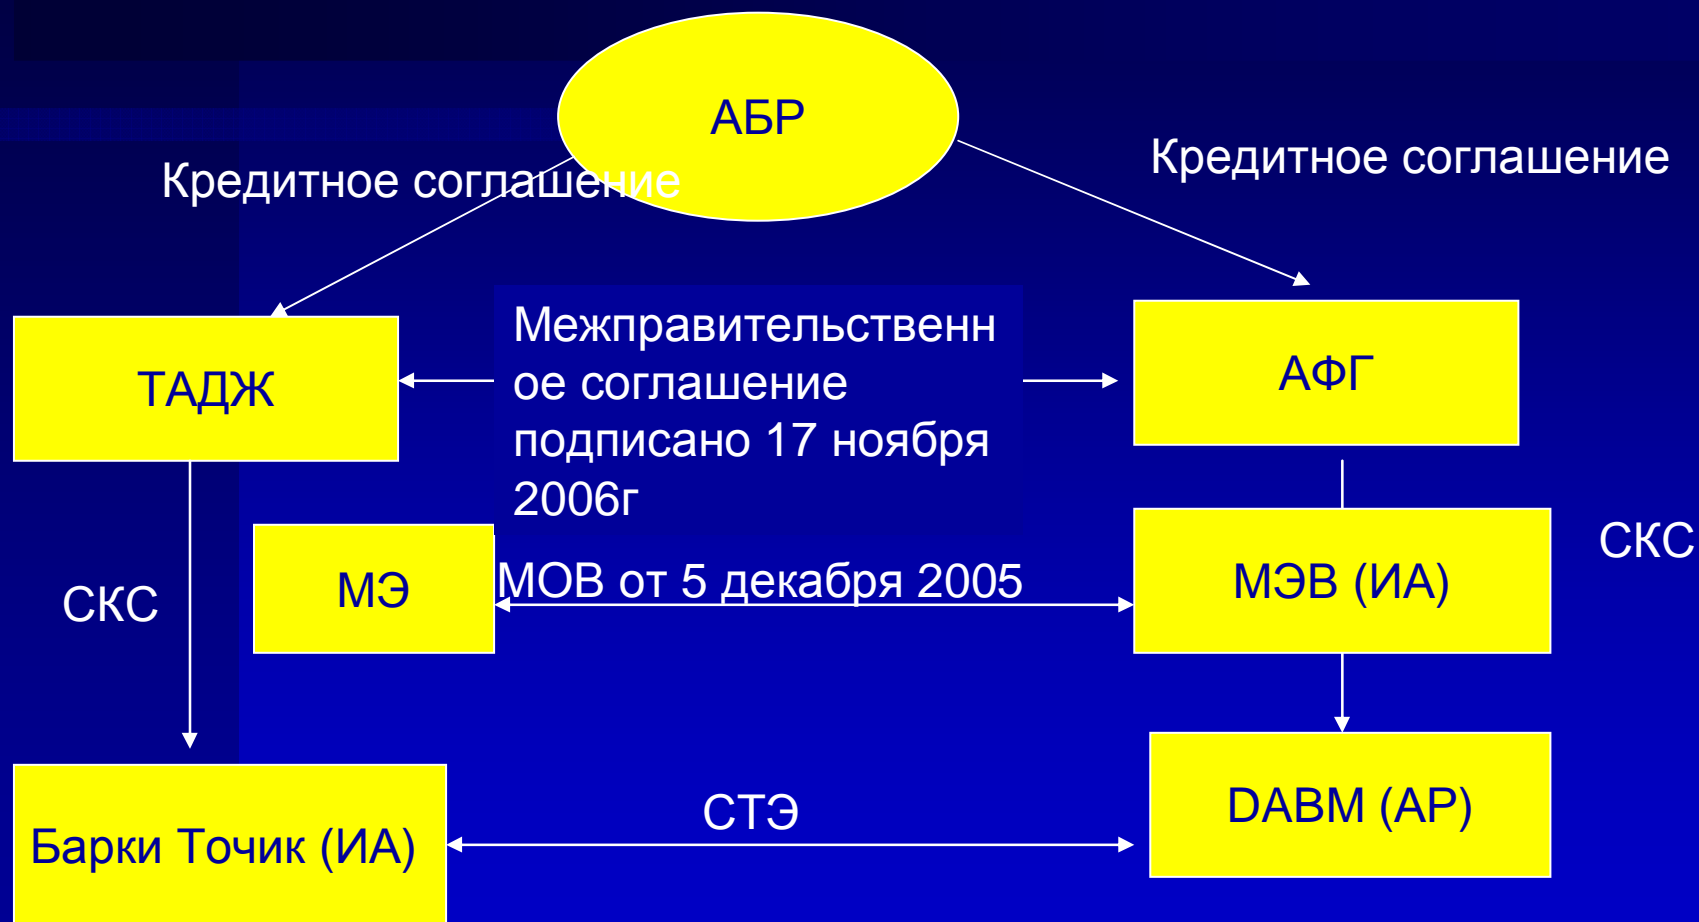 АБР
Кредитное соглашение
Кредитное соглашение
ТАДЖ
Межправительственн
ое соглашение
подписано 17 ноября
2006г
АФГ
СКС
МЭ
МОВ от 5 декабря 2005
МЭВ (ИА)
СКС
Барки Точик (ИА)
СТЭ
DABM (АР)